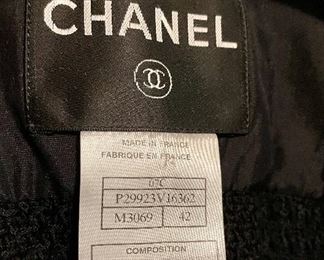 CHANEL
MADE IN FRANCE
FABRIQUE EN FRANCE
07C
P29923V16362
M3069 42
COMPOSITION